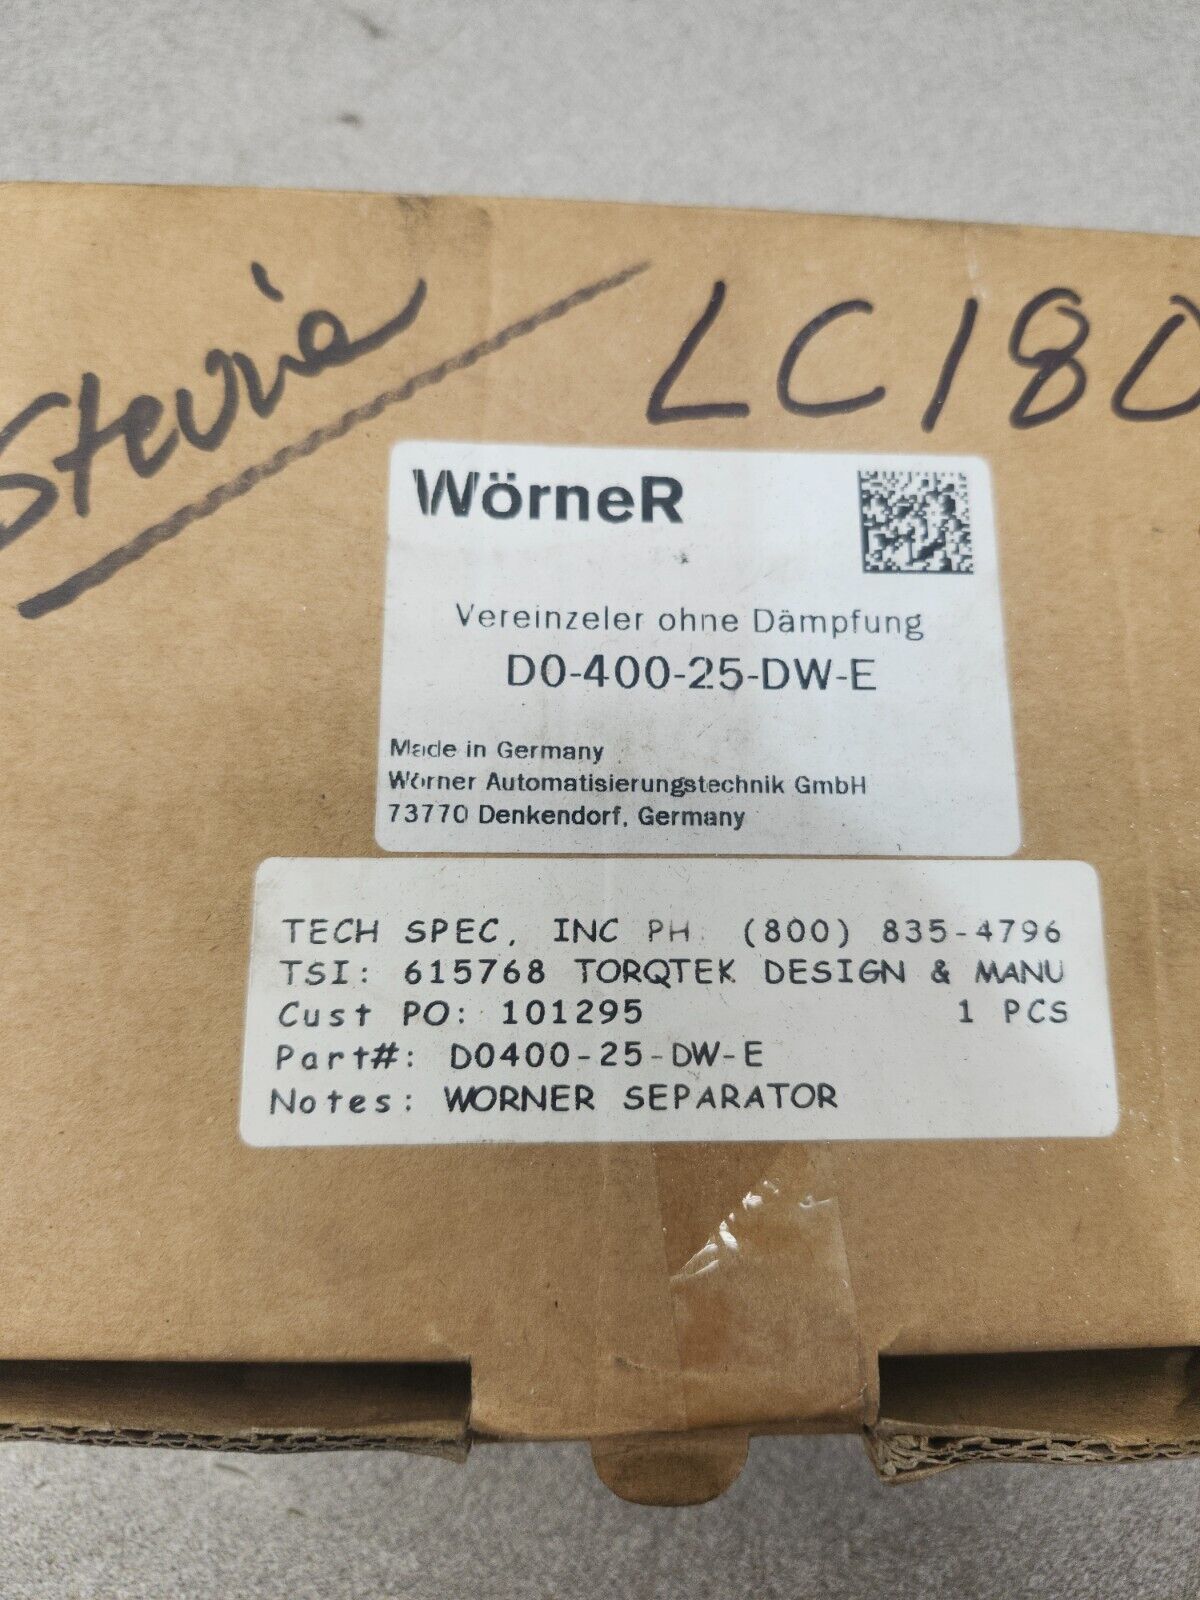 Stevia
LC180
WörneR
Vereinzeler ohne Dämpfung
D0-400-25-DW-E
Made in Germany
Wörner Automatisierungstechnik GmbH
73770 Denkendorf, Germany
TECH SPEC, INC PH: (800) 835-4796
TSI: 615768 TORQTEK DESIGN & MANU
Cust PO: 101295 1 PCS
Part#: D0400-25-DW-E
Notes: WORNER SEPARATOR